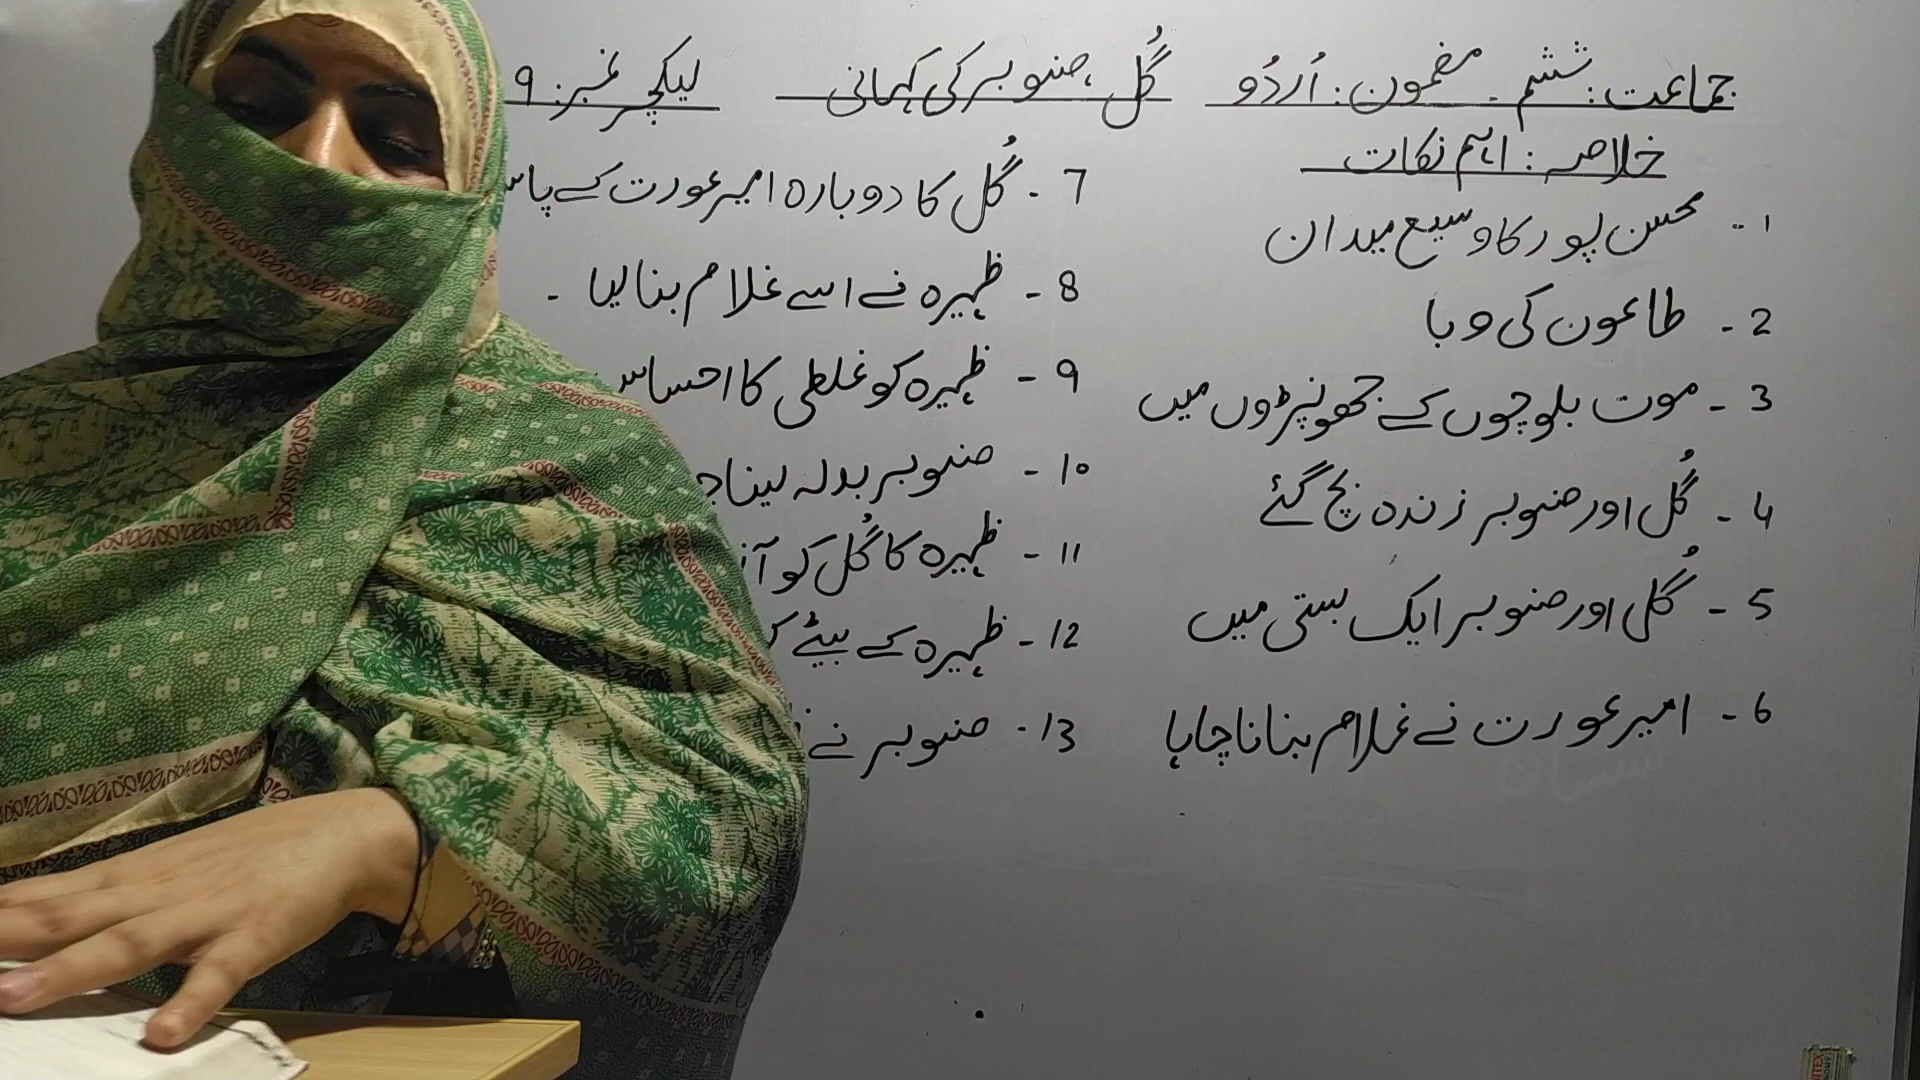 جماعت: ششم - مضمون: اُردُو گُل، صنوبر کی کہانی لیکچر نمبر: 9
خلاصہ: اہم نکات
1- محسن پور کا وسیع میدان
2- طاعون کی وبا
3- موت بلوچوں کے جھونپڑوں میں
4- گُل اور صنوبر زندہ بچ گئے
5- گُل اور صنوبر ایک بستی میں
6- امیر عورت نے غلام بنانا چاہا
7- گُل کا دوبارہ امیر عورت کے پاس
8- ظہیرہ نے اسے غلام بنا لیا -
9- ظہیرہ کو غلطی کا احساس
10- صنوبر بدلہ لینا
11- ظہیرہ کا گُل کو
12- ظہیرہ کے بیٹے
13- صنوبر نے